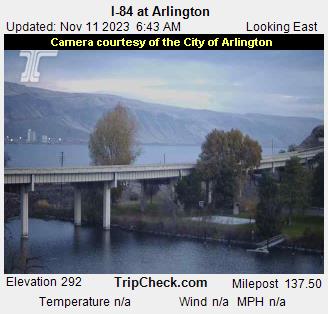 I-84 at Arlington
Updated: Nov 11 2023 6:43 AM Looking East
Camera courtesy of the City of Arlington
Elevation 292 TripCheck.com Milepost 137.50
Temperature n/a Wind n/a MPH n/a